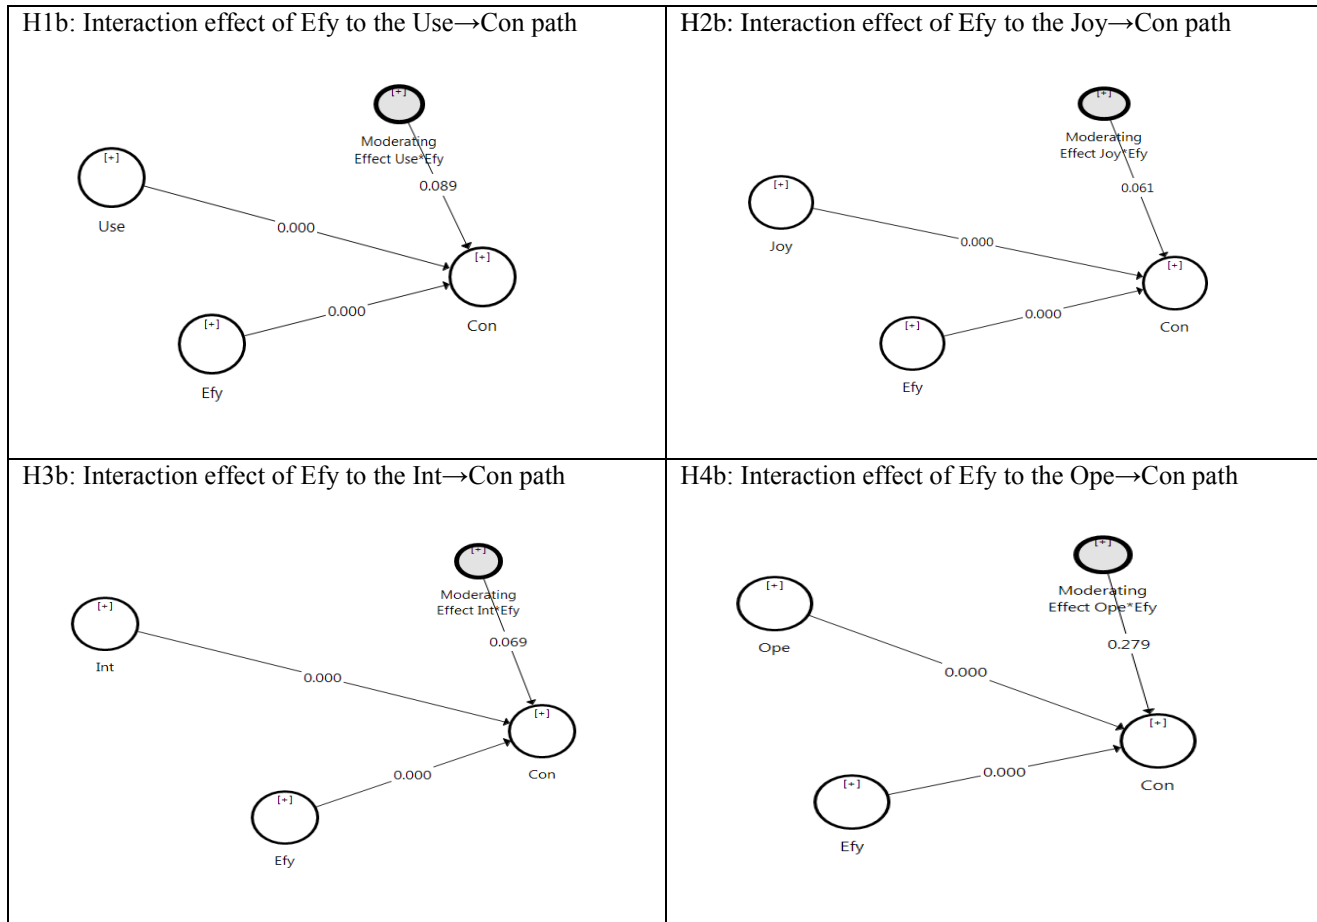 H1b: Interaction effect of Efy to the Use→Con path
[+]
Moderating
Effect Use*Efy
[+]
0.089
Use
0.000
[+]
[+]
0.000
Con
Efy
H2b: Interaction effect of Efy to the Joy→Con path
[+]
Moderating
Effect Joy*Efy
[+]
0.061
Joy
0.000
[+]
[+]
0.000
Con
Efy
H3b: Interaction effect of Efy to the Int→Con path
[+]
Moderating
Effect Int*Efy
[+]
0.069
Int
0.000
[+]
0.000
Con
[+]
Efy
H4b: Interaction effect of Efy to the Ope→Con path
[+]
Moderating
Effect Ope*Efy
[+]
0.279
Ope
0.000
[+]
0.000
Con
[+]
Efy